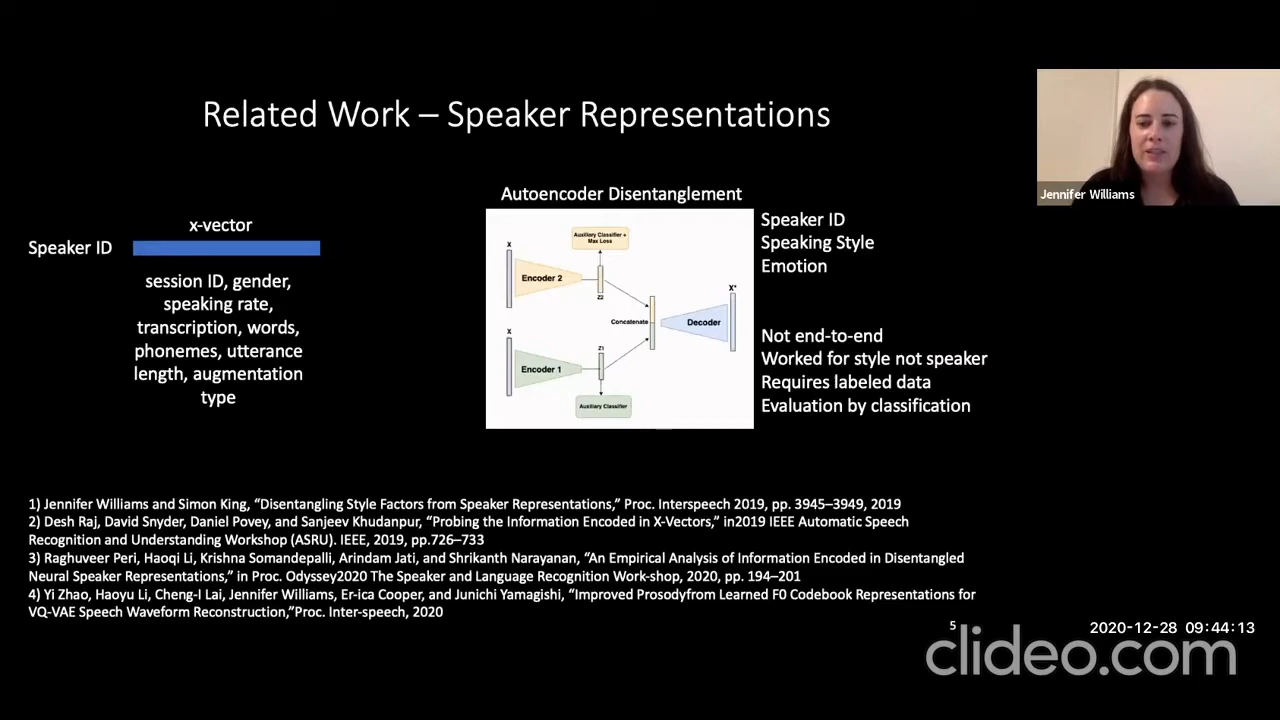 Related Work – Speaker Representations
Jennifer Williams
x-vector
Speaker ID
session ID, gender,
speaking rate,
transcription, words,
phonemes, utterance
length, augmentation
type
Autoencoder Disentanglement
X
Auxiliary Classifier +
Max Loss
Encoder 2
Z2
X
Encoder 1
Z1
Auxiliary Classifier
Concatenate
Decoder
X'
Speaker ID
Speaking Style
Emotion
Not end-to-end
Worked for style not speaker
Requires labeled data
Evaluation by classification
1) Jennifer Williams and Simon King, “Disentangling Style Factors from Speaker Representations,” Proc. Interspeech 2019, pp. 3945–3949, 2019
2) Desh Raj, David Snyder, Daniel Povey, and Sanjeev Khudanpur, “Probing the Information Encoded in X-Vectors,” in2019 IEEE Automatic Speech
Recognition and Understanding Workshop (ASRU). IEEE, 2019, pp.726–733
3) Raghuveer Peri, Haoqi Li, Krishna Somandepalli, Arindam Jati, and Shrikanth Narayanan, “An Empirical Analysis of Information Encoded in Disentangled
Neural Speaker Representations,” in Proc. Odyssey2020 The Speaker and Language Recognition Work-shop, 2020, pp. 194–201
4) Yi Zhao, Haoyu Li, Cheng-I Lai, Jennifer Williams, Er-ica Cooper, and Junichi Yamagishi, “Improved Prosodyfrom Learned F0 Codebook Representations for
VQ-VAE Speech Waveform Reconstruction,”Proc. Inter-speech, 2020
5
2020-12-28 09:44:13
clideo.com